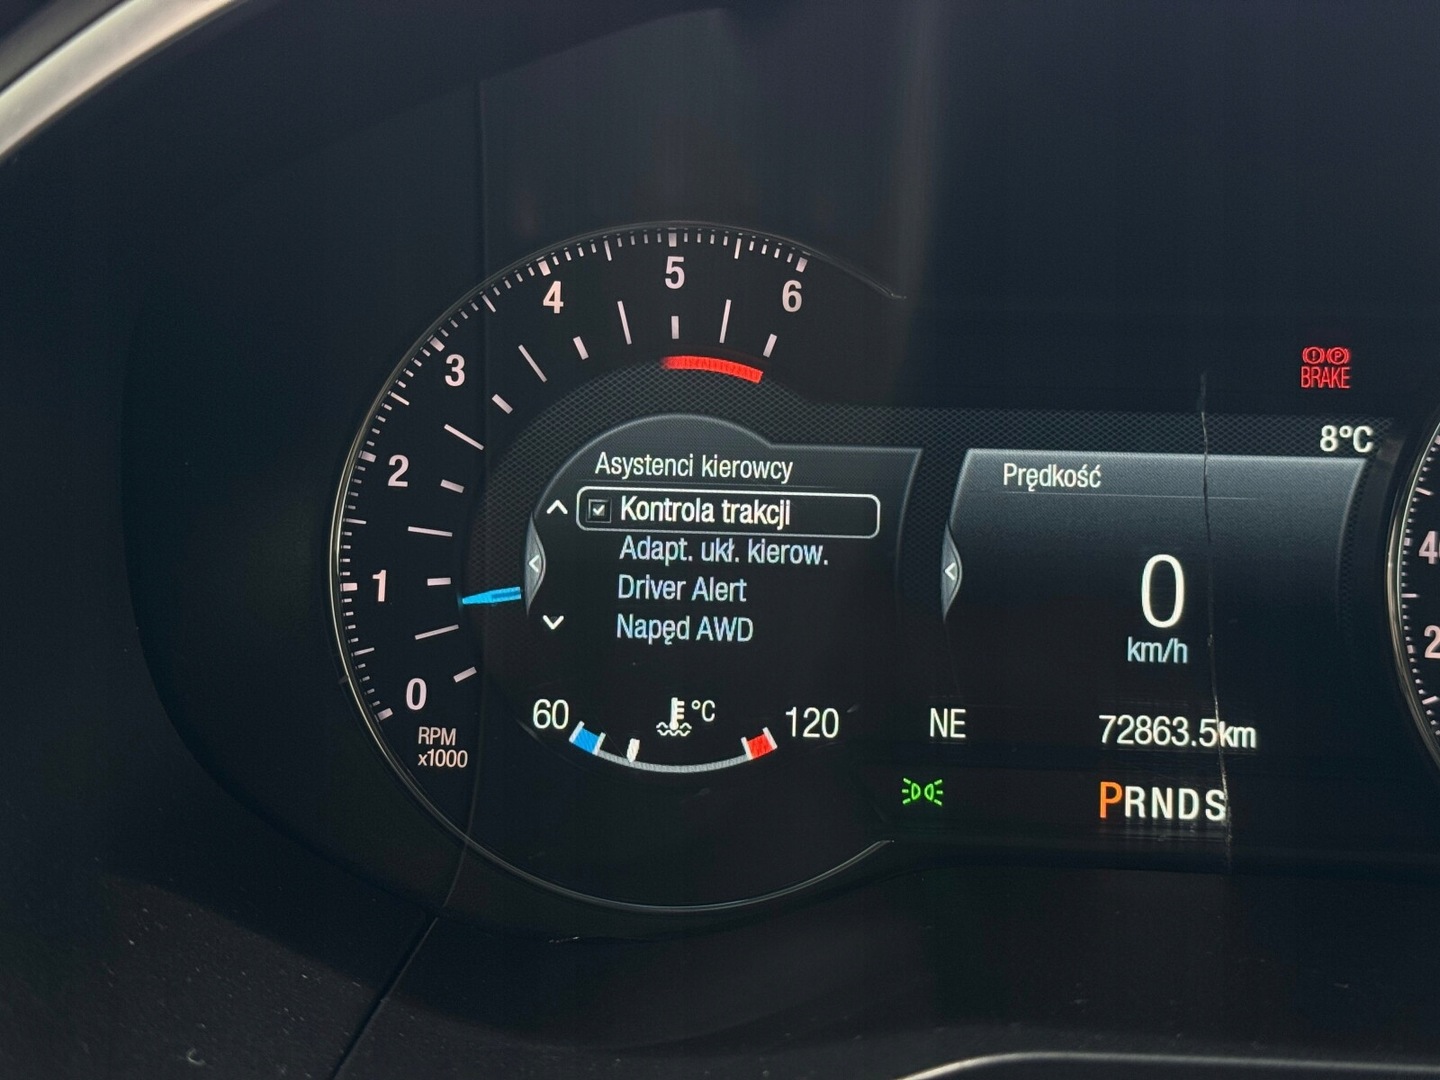 5
4
6
3
BRAKE
8°C
2
Asystenci kierowcy
Prędkość
Kontrola trakcji
Adapt. ukł. kierow.
1
Driver Alert
0
Napęd AWD
km/h
0
60
°C
120
NE
72863.5km
RPM
x1000
PRNDS